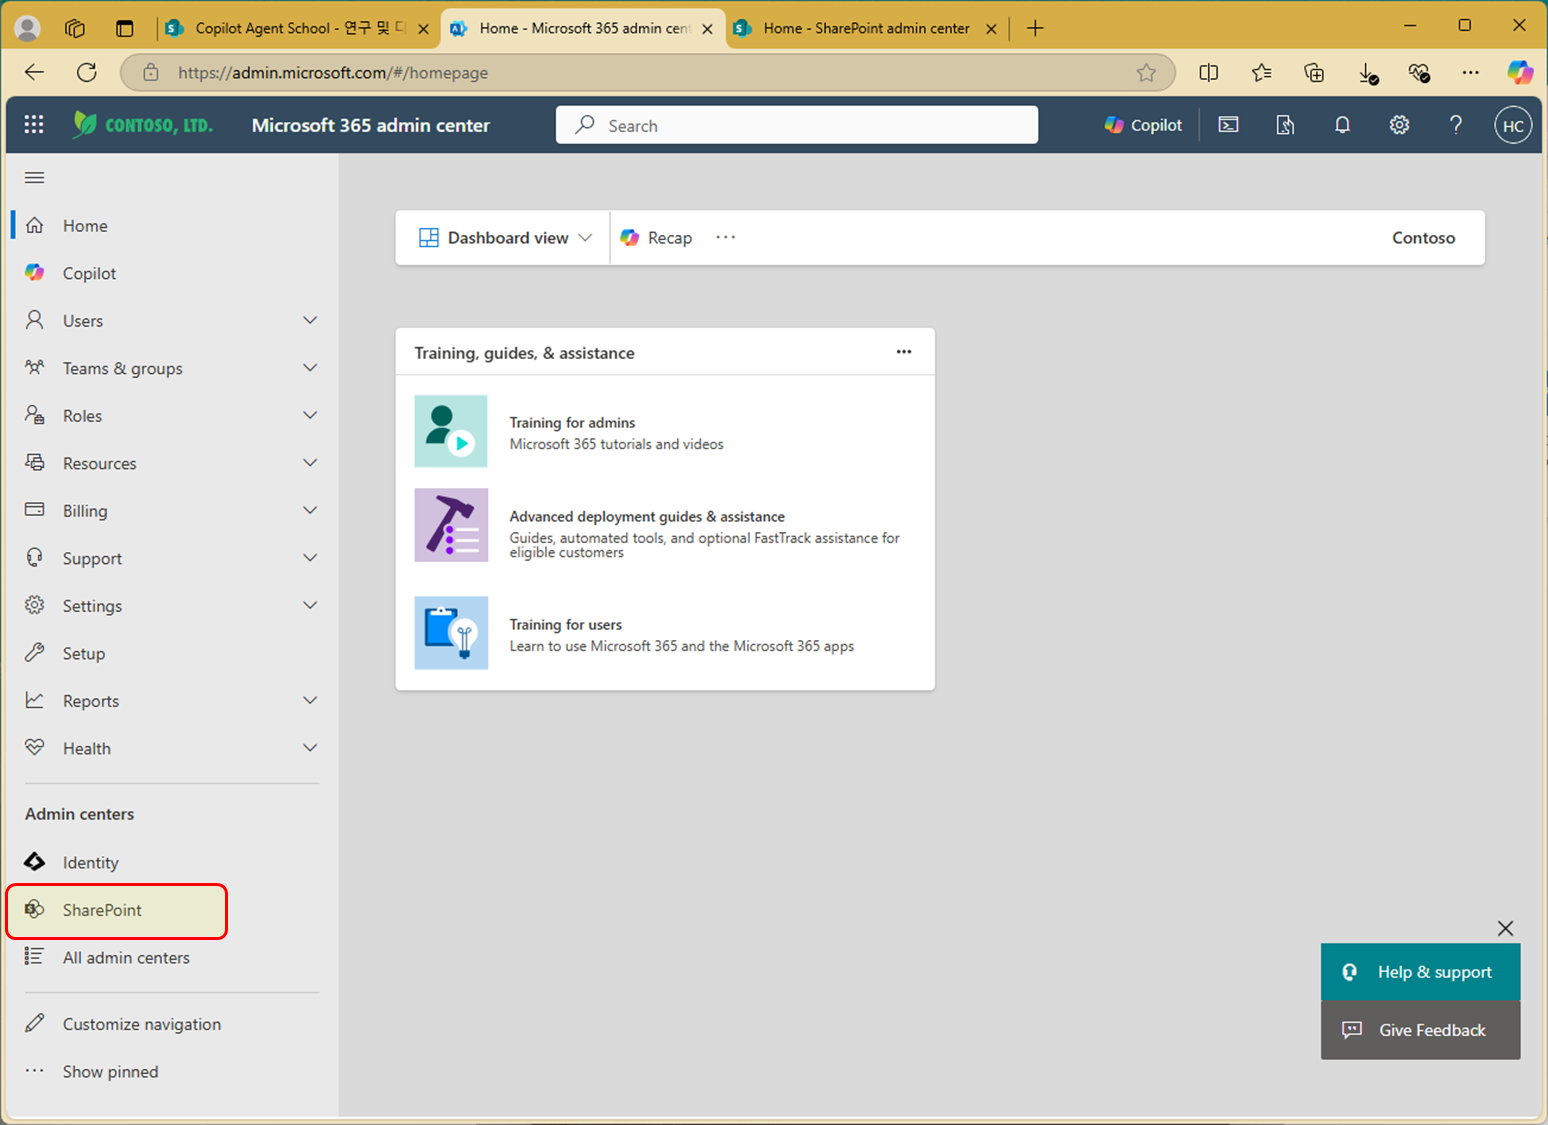 Copilot Agent School - 연구 및
Home - Microsoft 365 admin cent
Home - SharePoint admin center
https://admin.microsoft.com/#/homepage
CONTOSO, LTD.
Microsoft 365 admin center
Search
Copilot
HC
Home
Copilot
Users
Teams & groups
Roles
Resources
Billing
Support
Settings
Setup
Reports
Health
Admin centers
Identity
SharePoint
All admin centers
Customize navigation
Show pinned
Dashboard view
Recap
Contoso
Training, guides, & assistance
Training for admins
Microsoft 365 tutorials and videos
Advanced deployment guides & assistance
Guides, automated tools, and optional FastTrack assistance for
eligible customers
Training for users
Learn to use Microsoft 365 and the Microsoft 365 apps
Help & support
Give Feedback